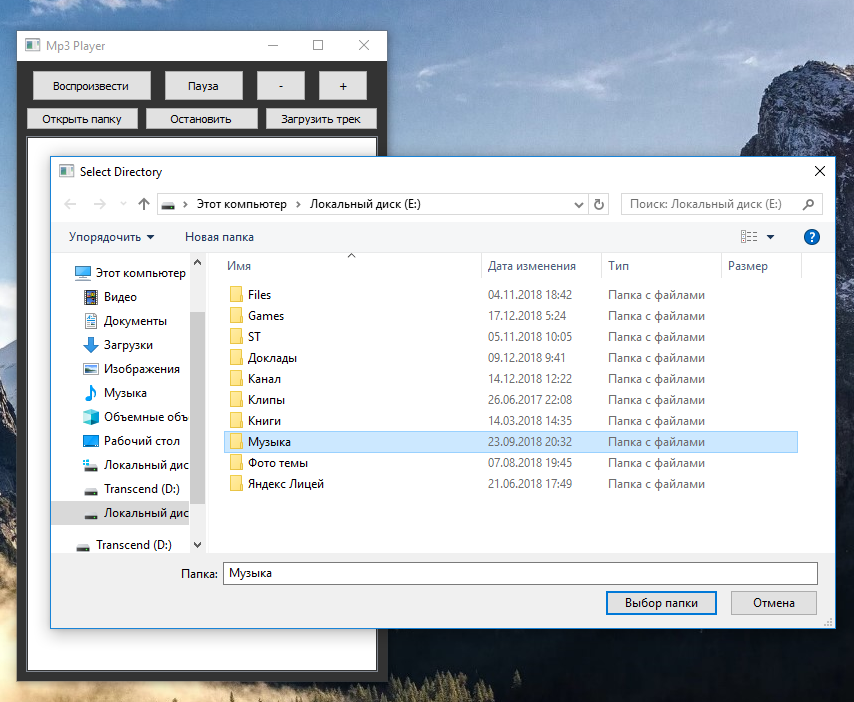 Mp3 Player
Воспроизвести Пауза - +
Открыть папку Остановить Загрузить трек
Select Directory
Этот компьютер > Локальный диск (E:) Поиск: Локальный диск (E:)
Упорядочить Новая папка ?
Имя Дата изменения Тип Размер
Этот компьютер
Видео
Документы
Загрузки
Изображения
Музыка
Объемные объ
Рабочий стол
Локальный дис
Transcend (D:)
Локальный дис
Transcend (D:)
Files 04.11.2018 18:42 Папка с файлами
Games 17.12.2018 5:24 Папка с файлами
ST 05.11.2018 10:05 Папка с файлами
Доклады 09.12.2018 9:41 Папка с файлами
Канал 14.12.2018 12:22 Папка с файлами
Клипы 26.06.2017 22:08 Папка с файлами
Книги 14.03.2018 14:35 Папка с файлами
Музыка 23.09.2018 20:32 Папка с файлами
Фото темы 07.08.2018 19:45 Папка с файлами
Яндекс Лицей 21.06.2018 17:49 Папка с файлами
Папка: Музыка
Выбор папки Отмена